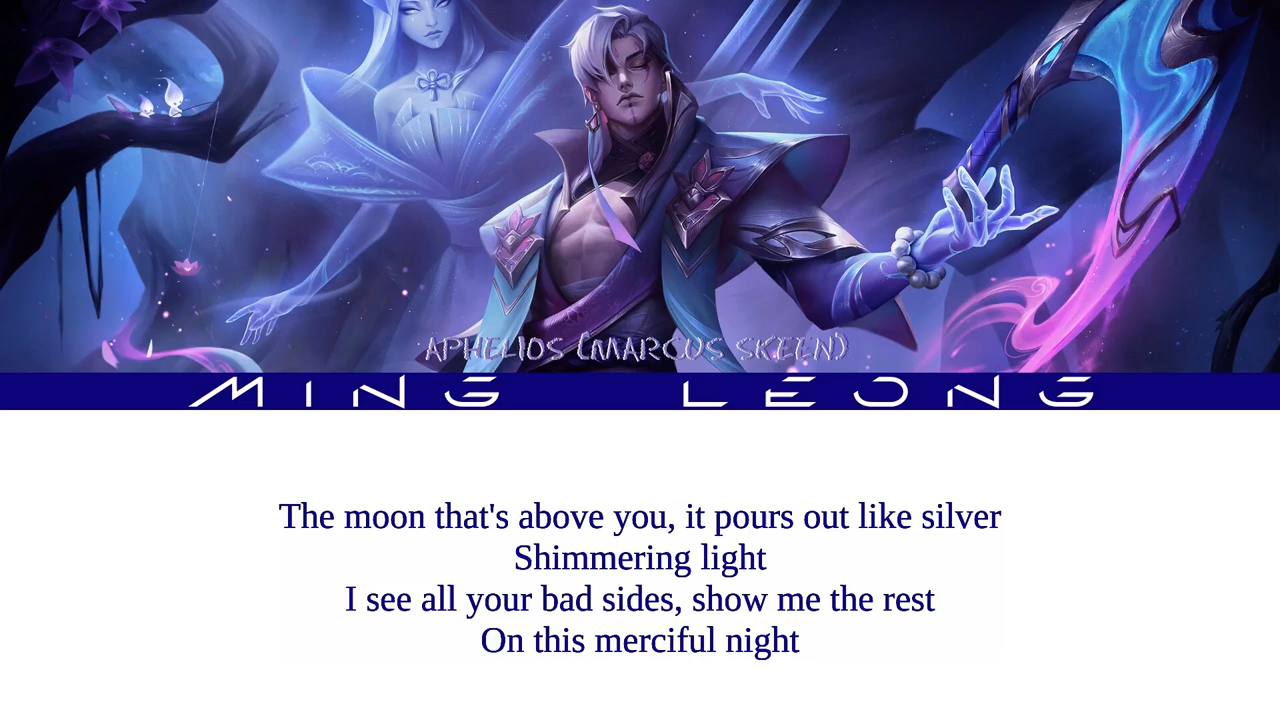 APHELIOS (MARCUS SKEEN)
MING LEONG
The moon that's above you, it pours out like silver
Shimmering light
I see all your bad sides, show me the rest
On this merciful night